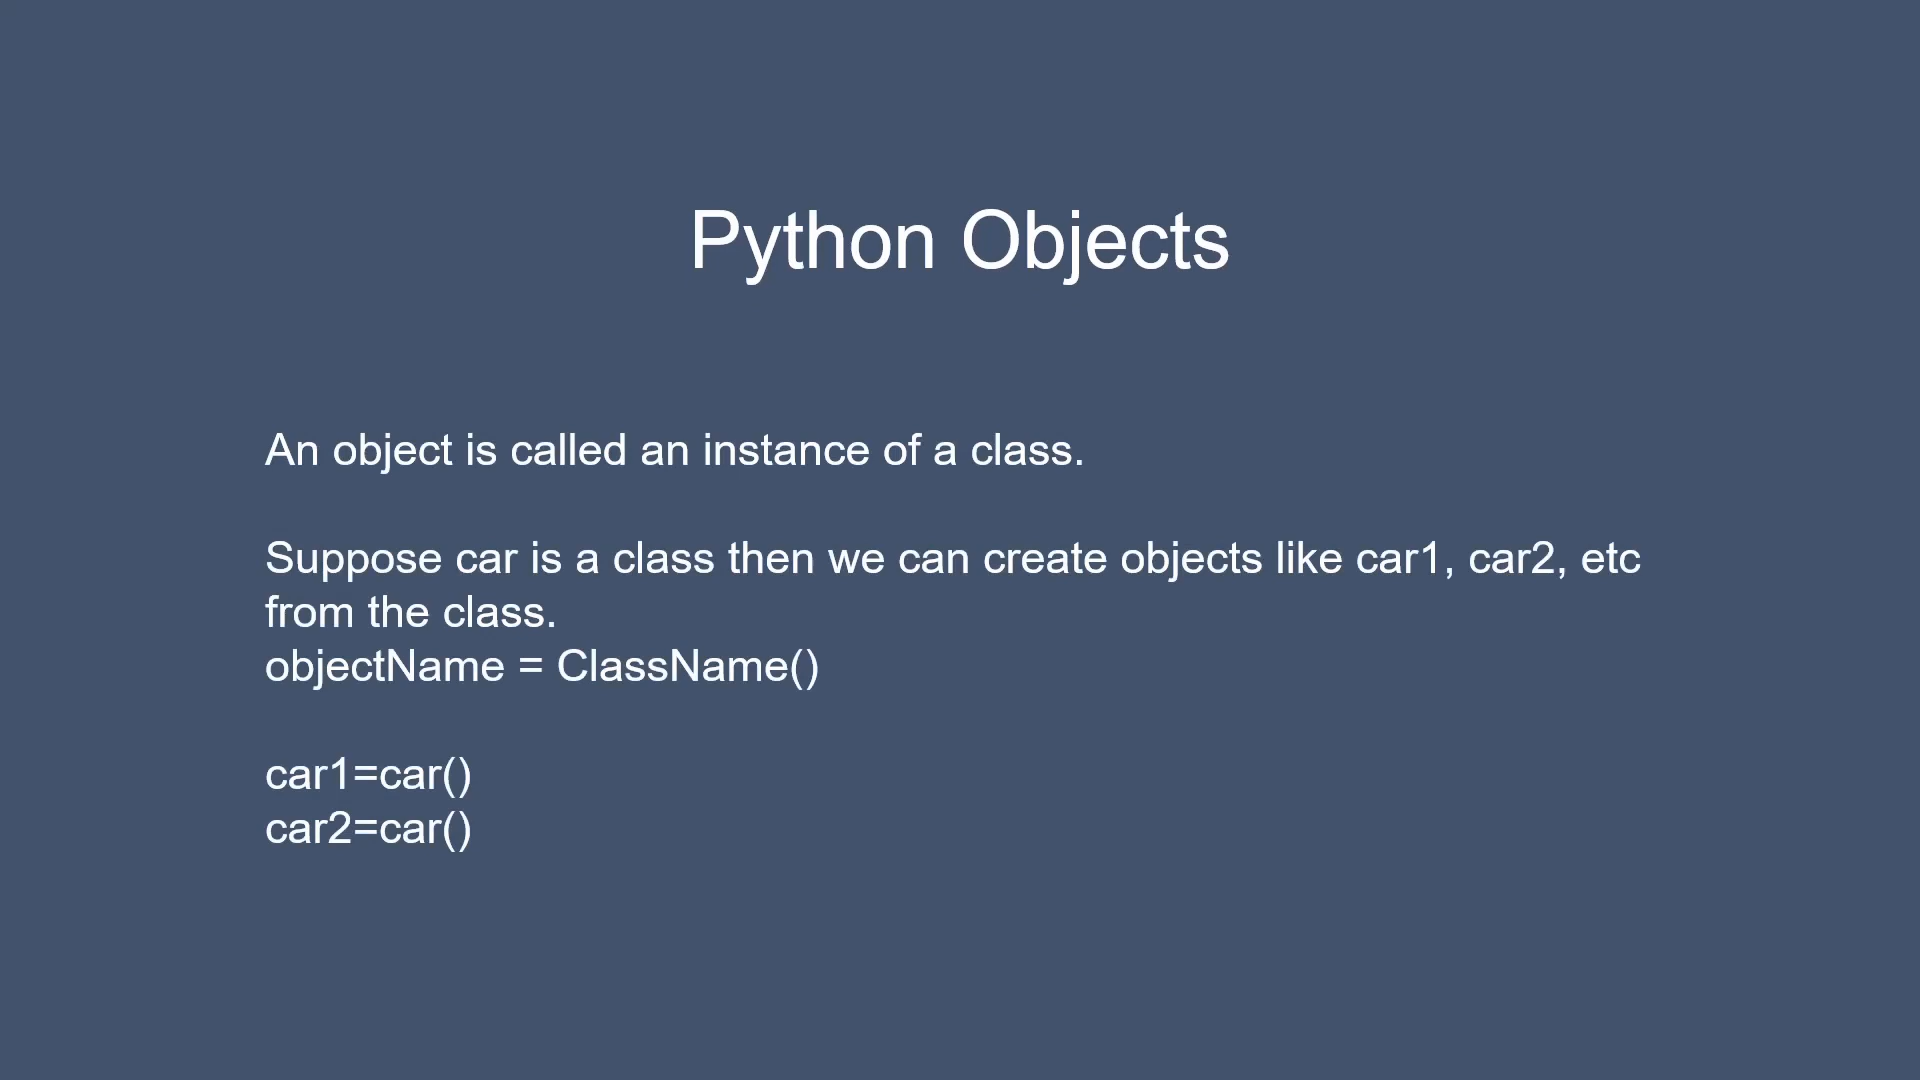 Python Objects
An object is called an instance of a class.
Suppose car is a class then we can create objects like car1, car2, etc
from the class.
objectName = ClassName()
car1=car()
car2=car()